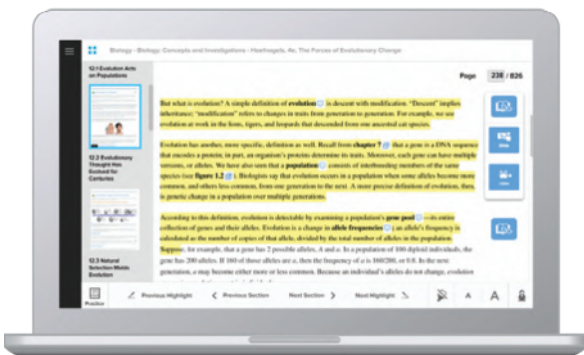 Biology - Biology: Concepts and Investigations - Hoefnagels, 4e, The Forces of Evolutionary Change
12.1 Evolution Acts
on Populations
12.2 Evolutionary
Thought Has
Evolved for
Centuries
12.3 Natural
Selection Molds
Evolution
Page 238 / 826
But what is evolution? A simple definition of evolution is descent with modification. "Descent" implies
inheritance; "modification" refers to changes in traits from generation to generation. For example, we see
evolution at work in the lions, tigers, and leopards that descended from one ancestral cat species.
Evolution has another, more specific, definition as well. Recall from chapter 7 that a gene is a DNA sequence
that encodes a protein; in part, an organism's proteins determine its traits. Moreover, each gene can have multiple
versions, or alleles. We have also seen that a population consists of interbreeding members of the same
species (see figure 1.2 ). Biologists say that evolution occurs in a population when some alleles become more
common, and others less common, from one generation to the next. A more precise definition of evolution, then,
is genetic change in a population over multiple generations.
According to this definition, evolution is detectable by examining a population's gene pool —its entire
collection of genes and their alleles. Evolution is a change in allele frequencies ; an allele's frequency is
calculated as the number of copies of that allele, divided by the total number of alleles in the population.
Suppose, for example, that a gene has 2 possible alleles, A and a. In a population of 100 diploid individuals, the
gene has 200 alleles. If 160 of those alleles are a, then the frequency of a is 160/200, or 0.8. In the next
generation, a may become either more or less common. Because an individual's alleles do not change, evolution
Practice
Previous Highlight
Previous Section
Next Section
Next Highlight
A
A